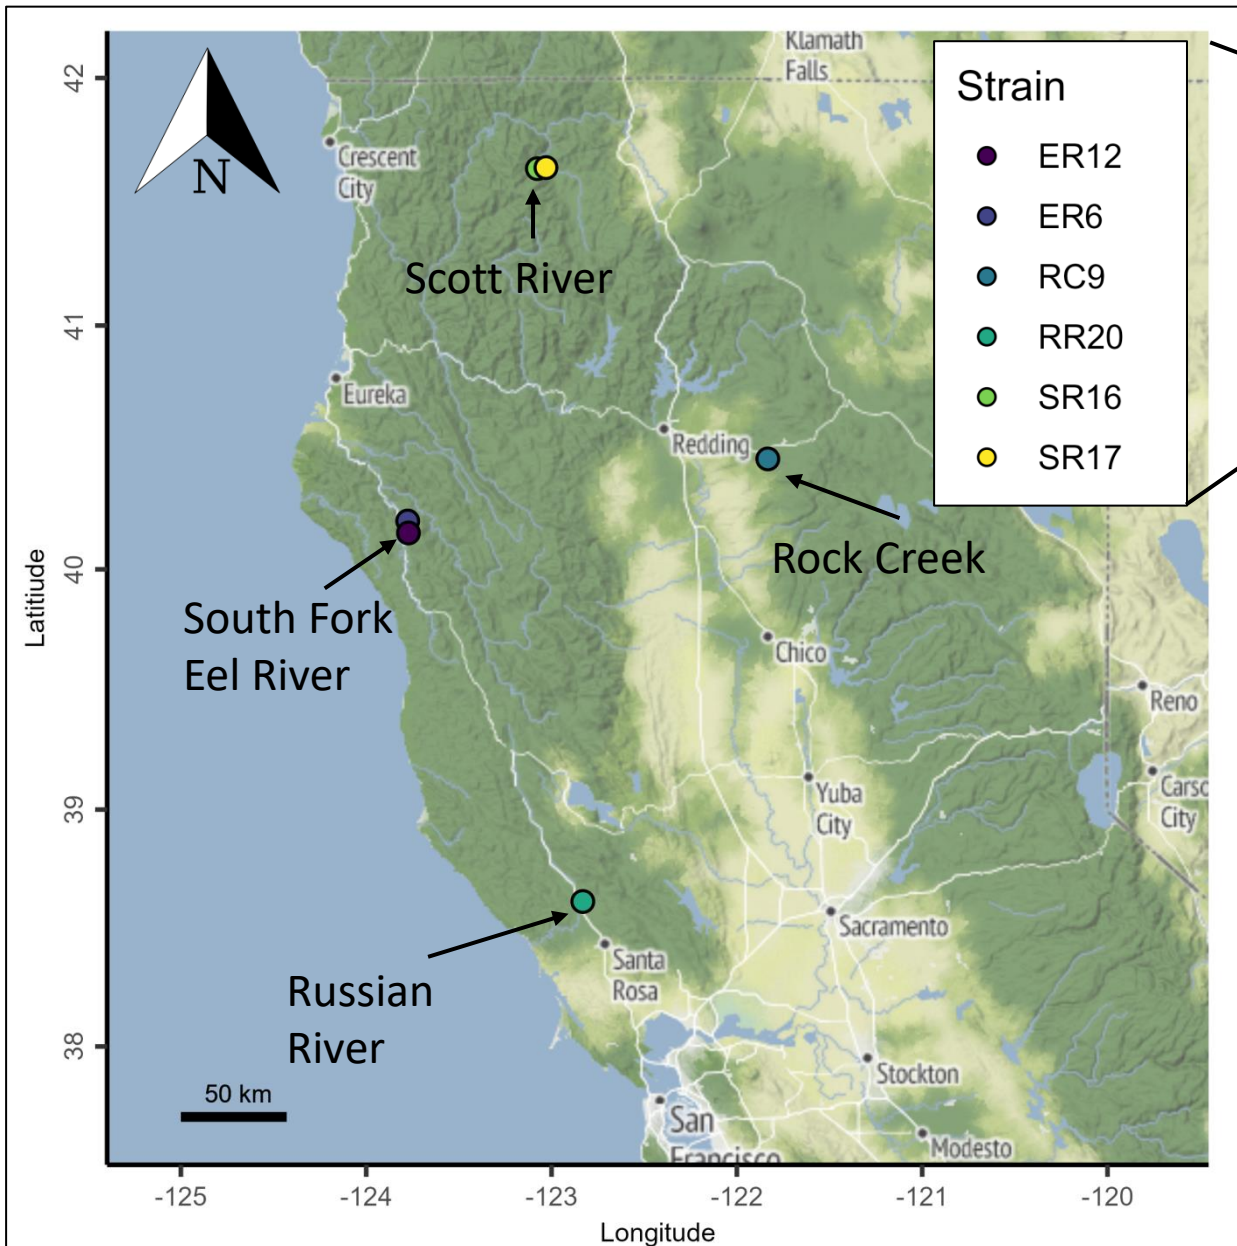 Klamath
Falls
42
Strain
N
Crescent
City
ER12
ER6
Scott River
RC9
41
RR20
Eureka
SR16
Redding
SR17
Rock Creek
40
Latitiude
South Fork
Eel River
Chico
Reno
39
Yuba
City
Carso
City
Sacramento
Santa
Rosa
Russian
River
38
Stockton
50 km
San
Francisco
Modesto
-125
-124
-123
-122
-121
-120
Longitude